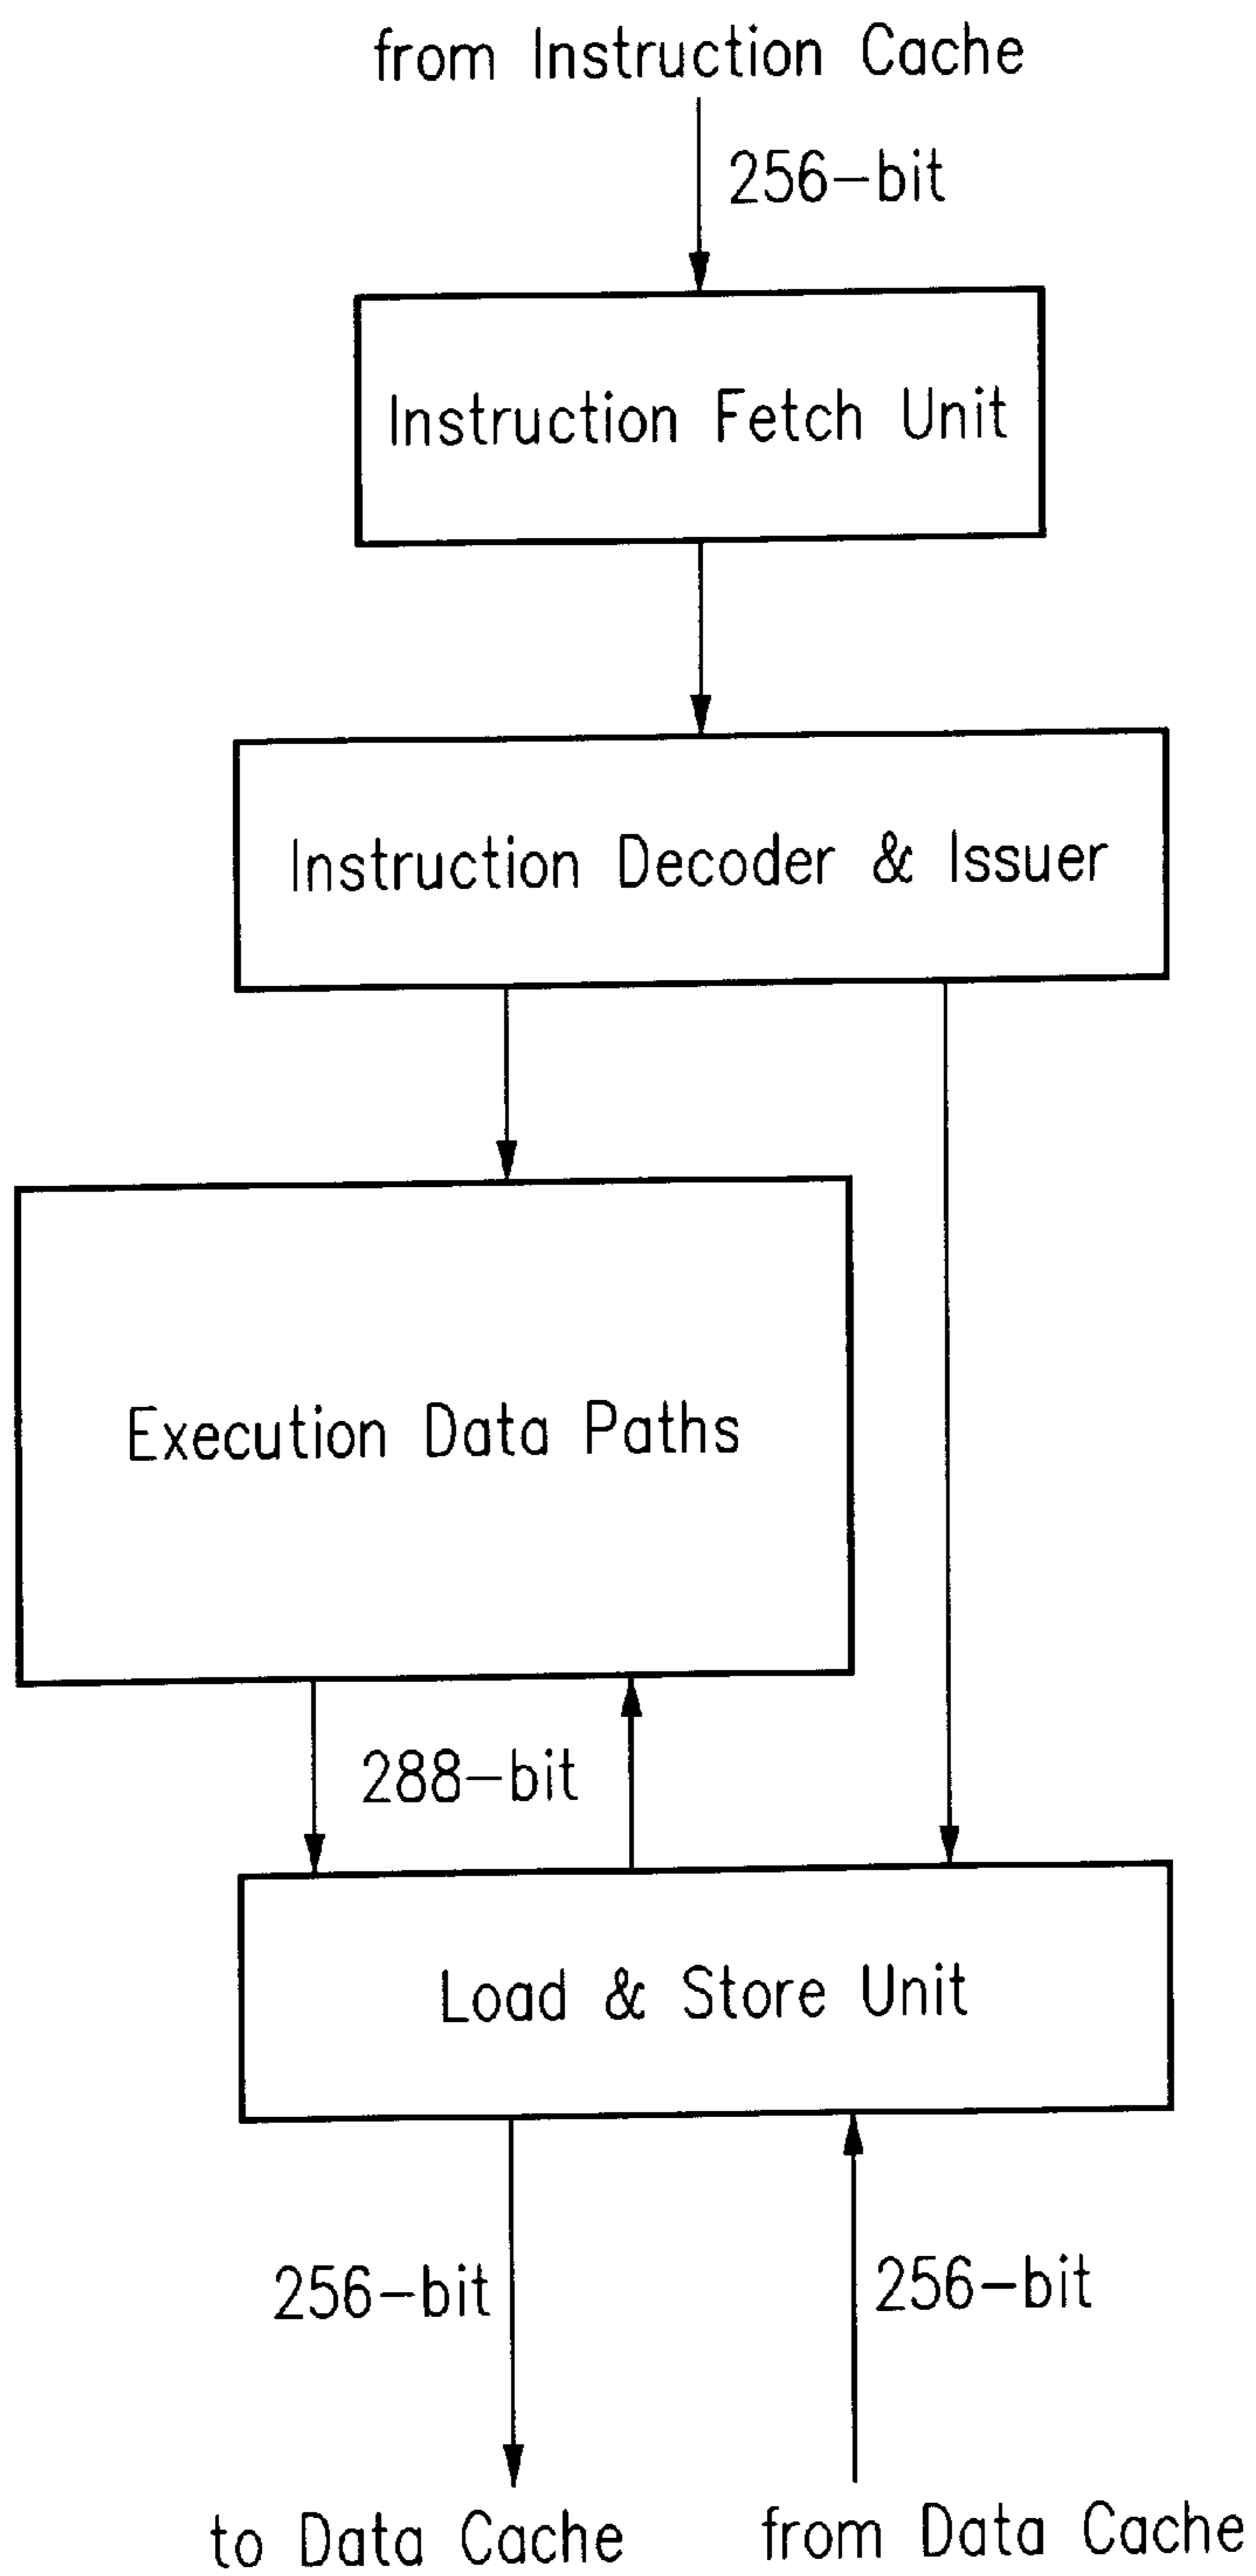 from Instruction Cache
256-bit
Instruction Fetch Unit
Instruction Decoder & Issuer
Execution Data Paths
288-bit
Load & Store Unit
256-bit
256-bit
to Data Cache
from Data Cache